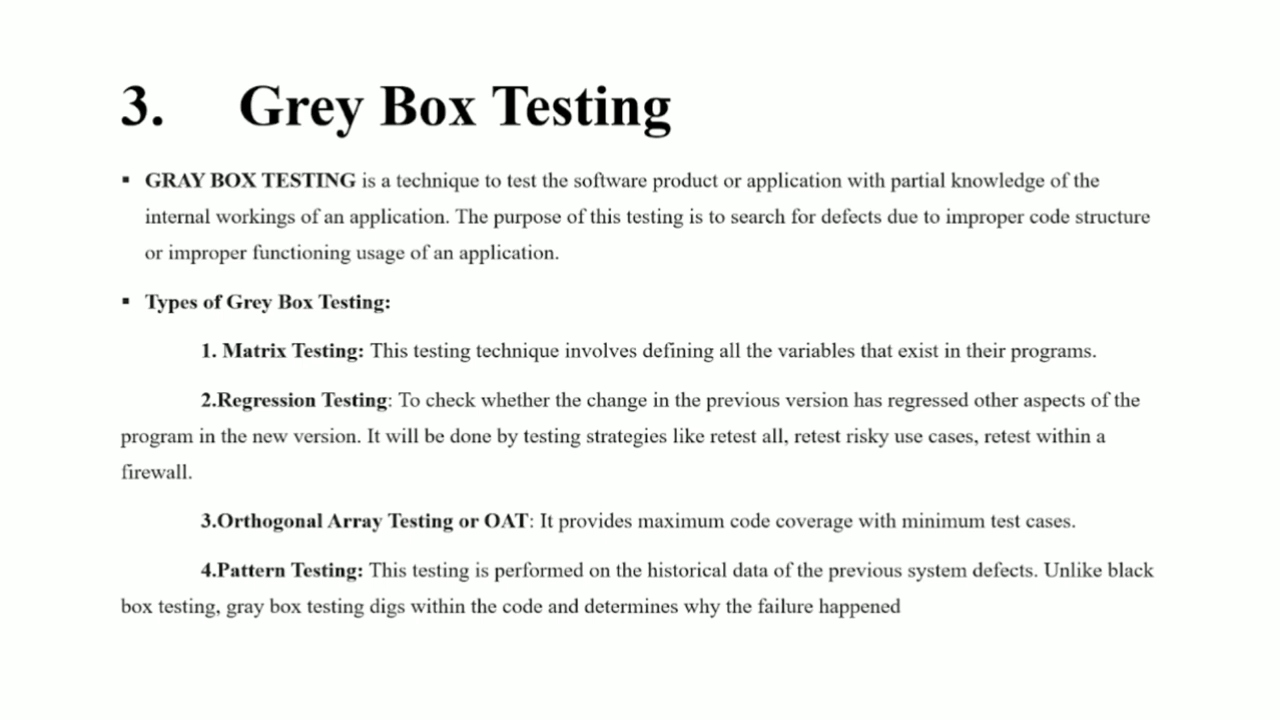 3. Grey Box Testing
▪ GRAY BOX TESTING is a technique to test the software product or application with partial knowledge of the
internal workings of an application. The purpose of this testing is to search for defects due to improper code structure
or improper functioning usage of an application.
▪ Types of Grey Box Testing:
1. Matrix Testing: This testing technique involves defining all the variables that exist in their programs.
2.Regression Testing: To check whether the change in the previous version has regressed other aspects of the
program in the new version. It will be done by testing strategies like retest all, retest risky use cases, retest within a
firewall.
3.Orthogonal Array Testing or OAT: It provides maximum code coverage with minimum test cases.
4.Pattern Testing: This testing is performed on the historical data of the previous system defects. Unlike black
box testing, gray box testing digs within the code and determines why the failure happened